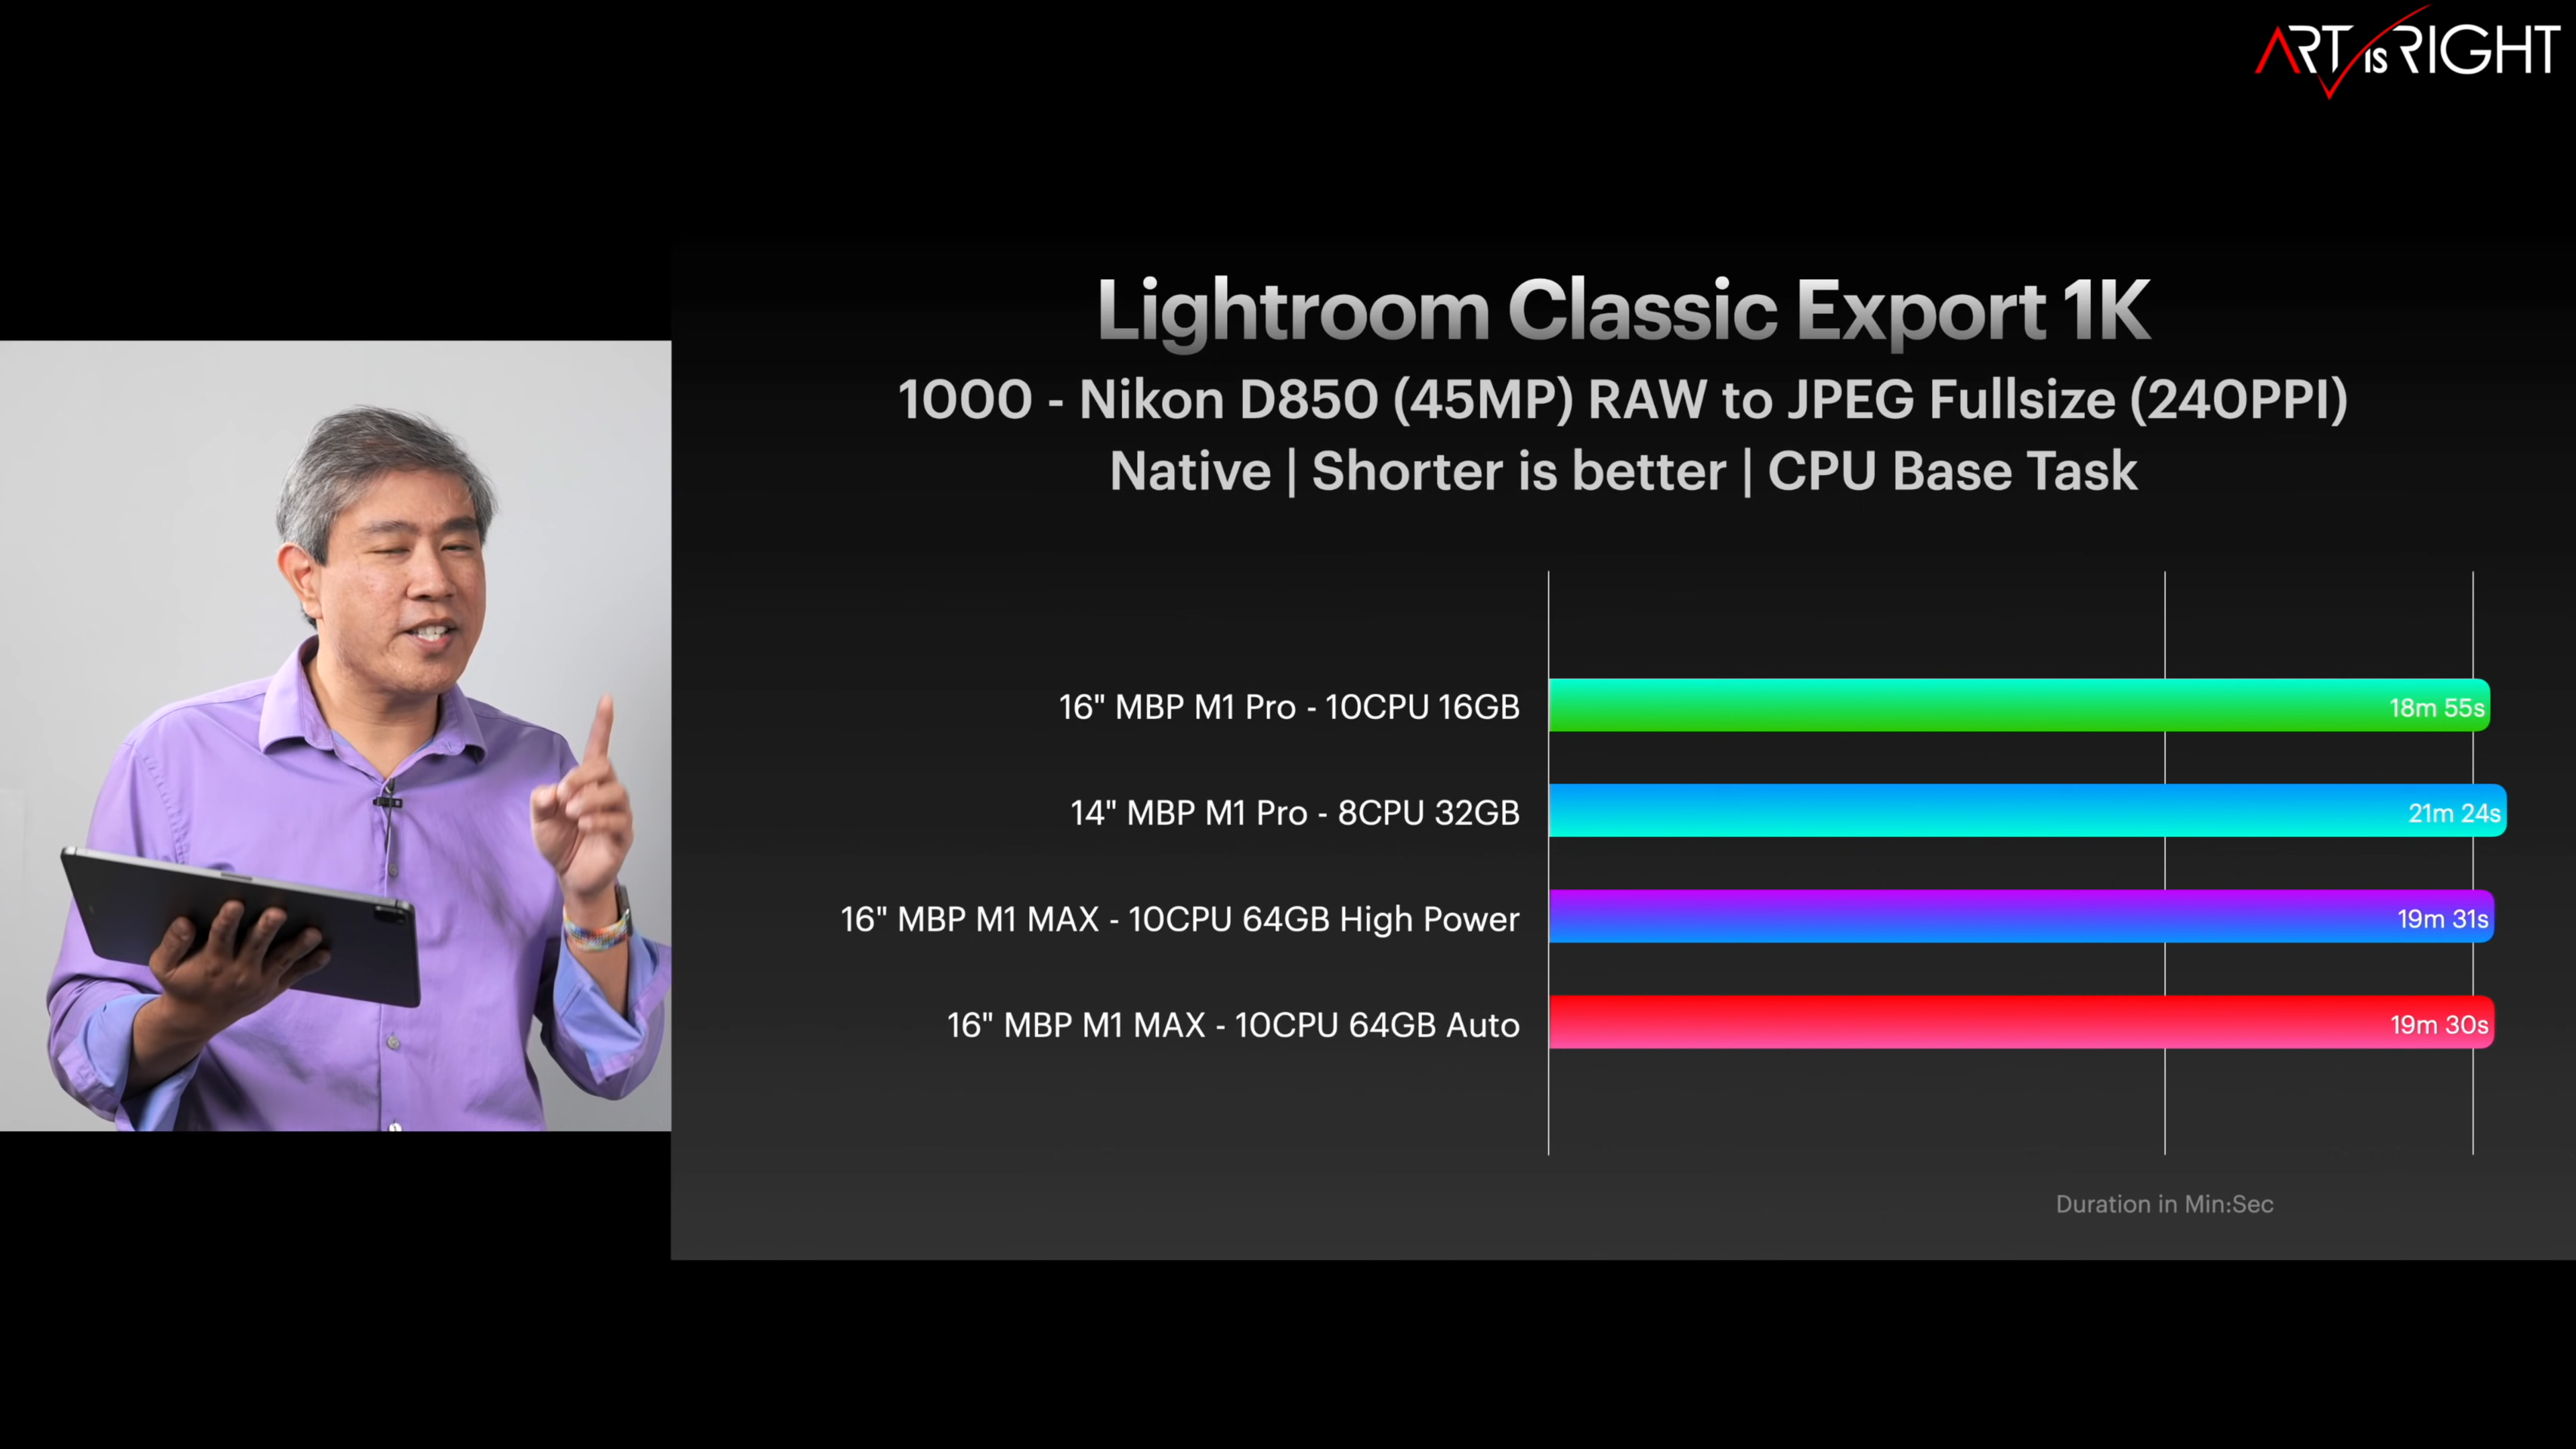 ART IS RIGHT
Lightroom Classic Export 1K
1000 - Nikon D850 (45MP) RAW to JPEG Fullsize (240PPI)
Native | Shorter is better | CPU Base Task
16" MBP M1 Pro - 10CPU 16GB
18m 55s
14" MBP M1 Pro - 8CPU 32GB
21m 24s
16" MBP M1 MAX - 10CPU 64GB High Power
19m 31s
16" MBP M1 MAX - 10CPU 64GB Auto
19m 30s
Duration in Min:Sec